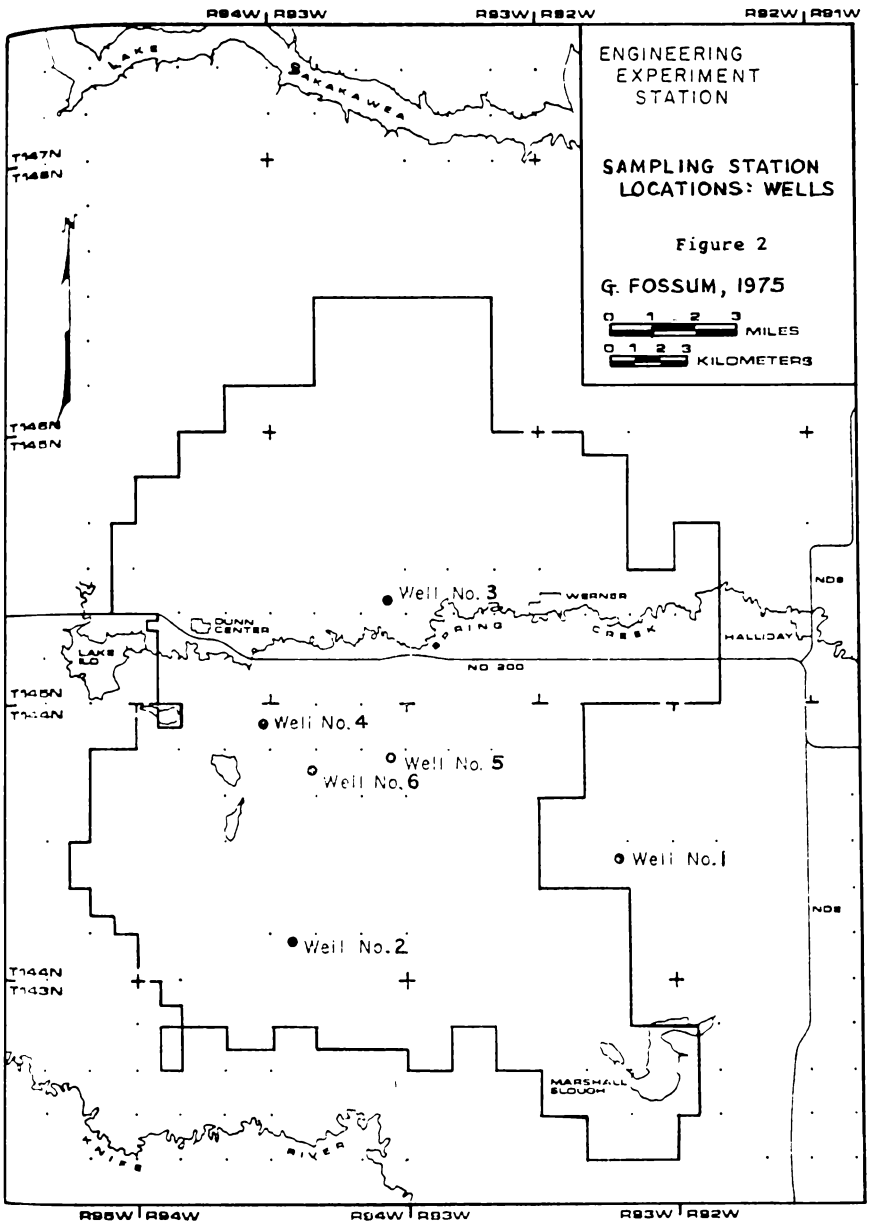 R94W R93W
R93W R92W
R92W R91W
LAKE
SAKAKAWEA
ENGINEERING
EXPERIMENT
STATION
T147N
T146N
SAMPLING STATION
LOCATIONS: WELLS
N
Figure 2
G. FOSSUM, 1975
0 1 2 3
MILES
0 1 2 3
KILOMETERS
T146N
T145N
ND8
Well No. 3
WERNER
DUNN
CENTER
SPRING
CREEK
HALLIDAY
LAKE
ILO
ND 200
T145N
T144N
Well No. 4
Well No. 5
Well No. 6
Well No. 1
ND8
Well No. 2
T144N
T143N
MARSHALL
SLOUGH
KNIFE
RIVER
R95W R94W
R94W R93W
R93W R92W